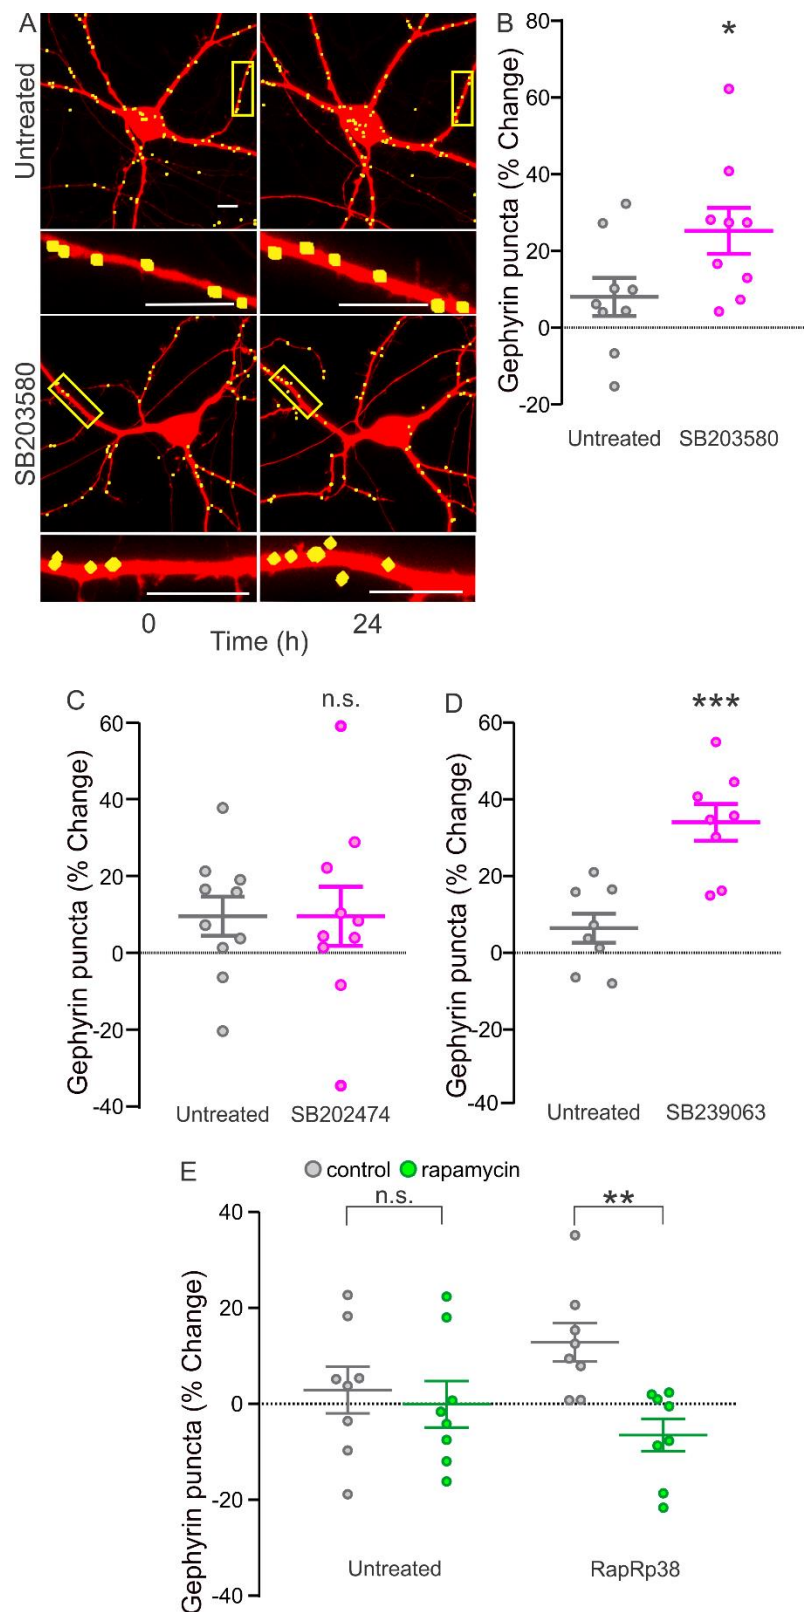 A
Untreated
SB203580
0
24
Time (h)
B
Gephyrin puncta (% Change)
80
60
40
20
0
-20
*
Untreated
SB203580
C
Gephyrin puncta (% Change)
60
40
20
0
-20
-40
n.s.
Untreated
SB202474
D
Gephyrin puncta (% Change)
60
40
20
0
-20
-40
***
Untreated
SB239063
E
control
rapamycin
Gephyrin puncta (% Change)
40
20
0
-20
-40
n.s.
**
Untreated
RapRp38